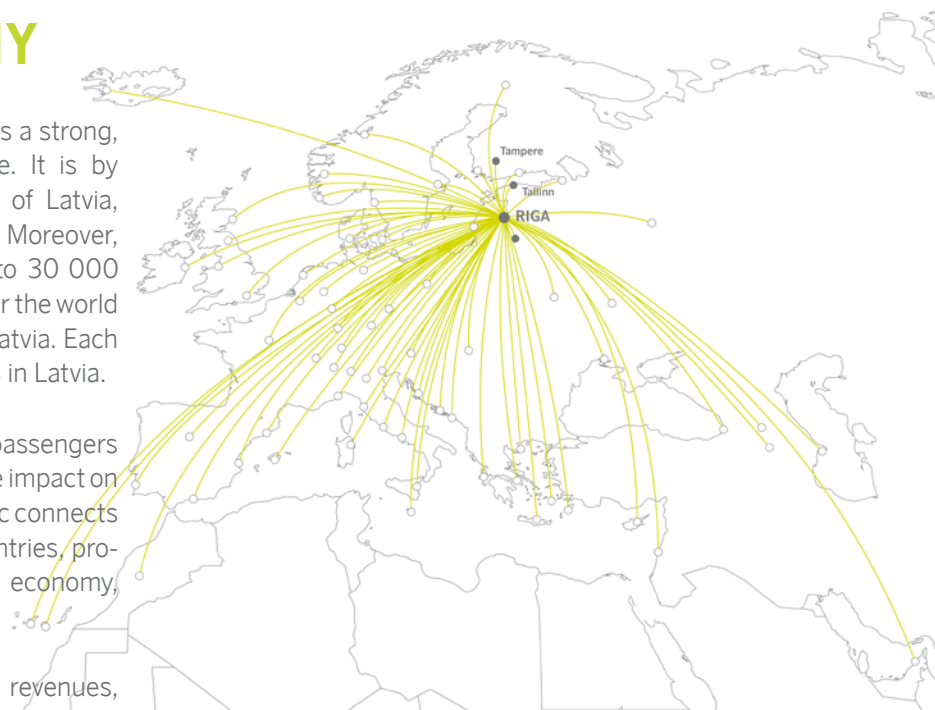 NY
s a strong,
e. It is by
of Latvia,
Moreover,
to 30 000
r the world
atvia. Each
in Latvia.
passengers
e impact on
c connects
ntries, pro-
economy,
revenues,
Tampere
Tallinn
RIGA